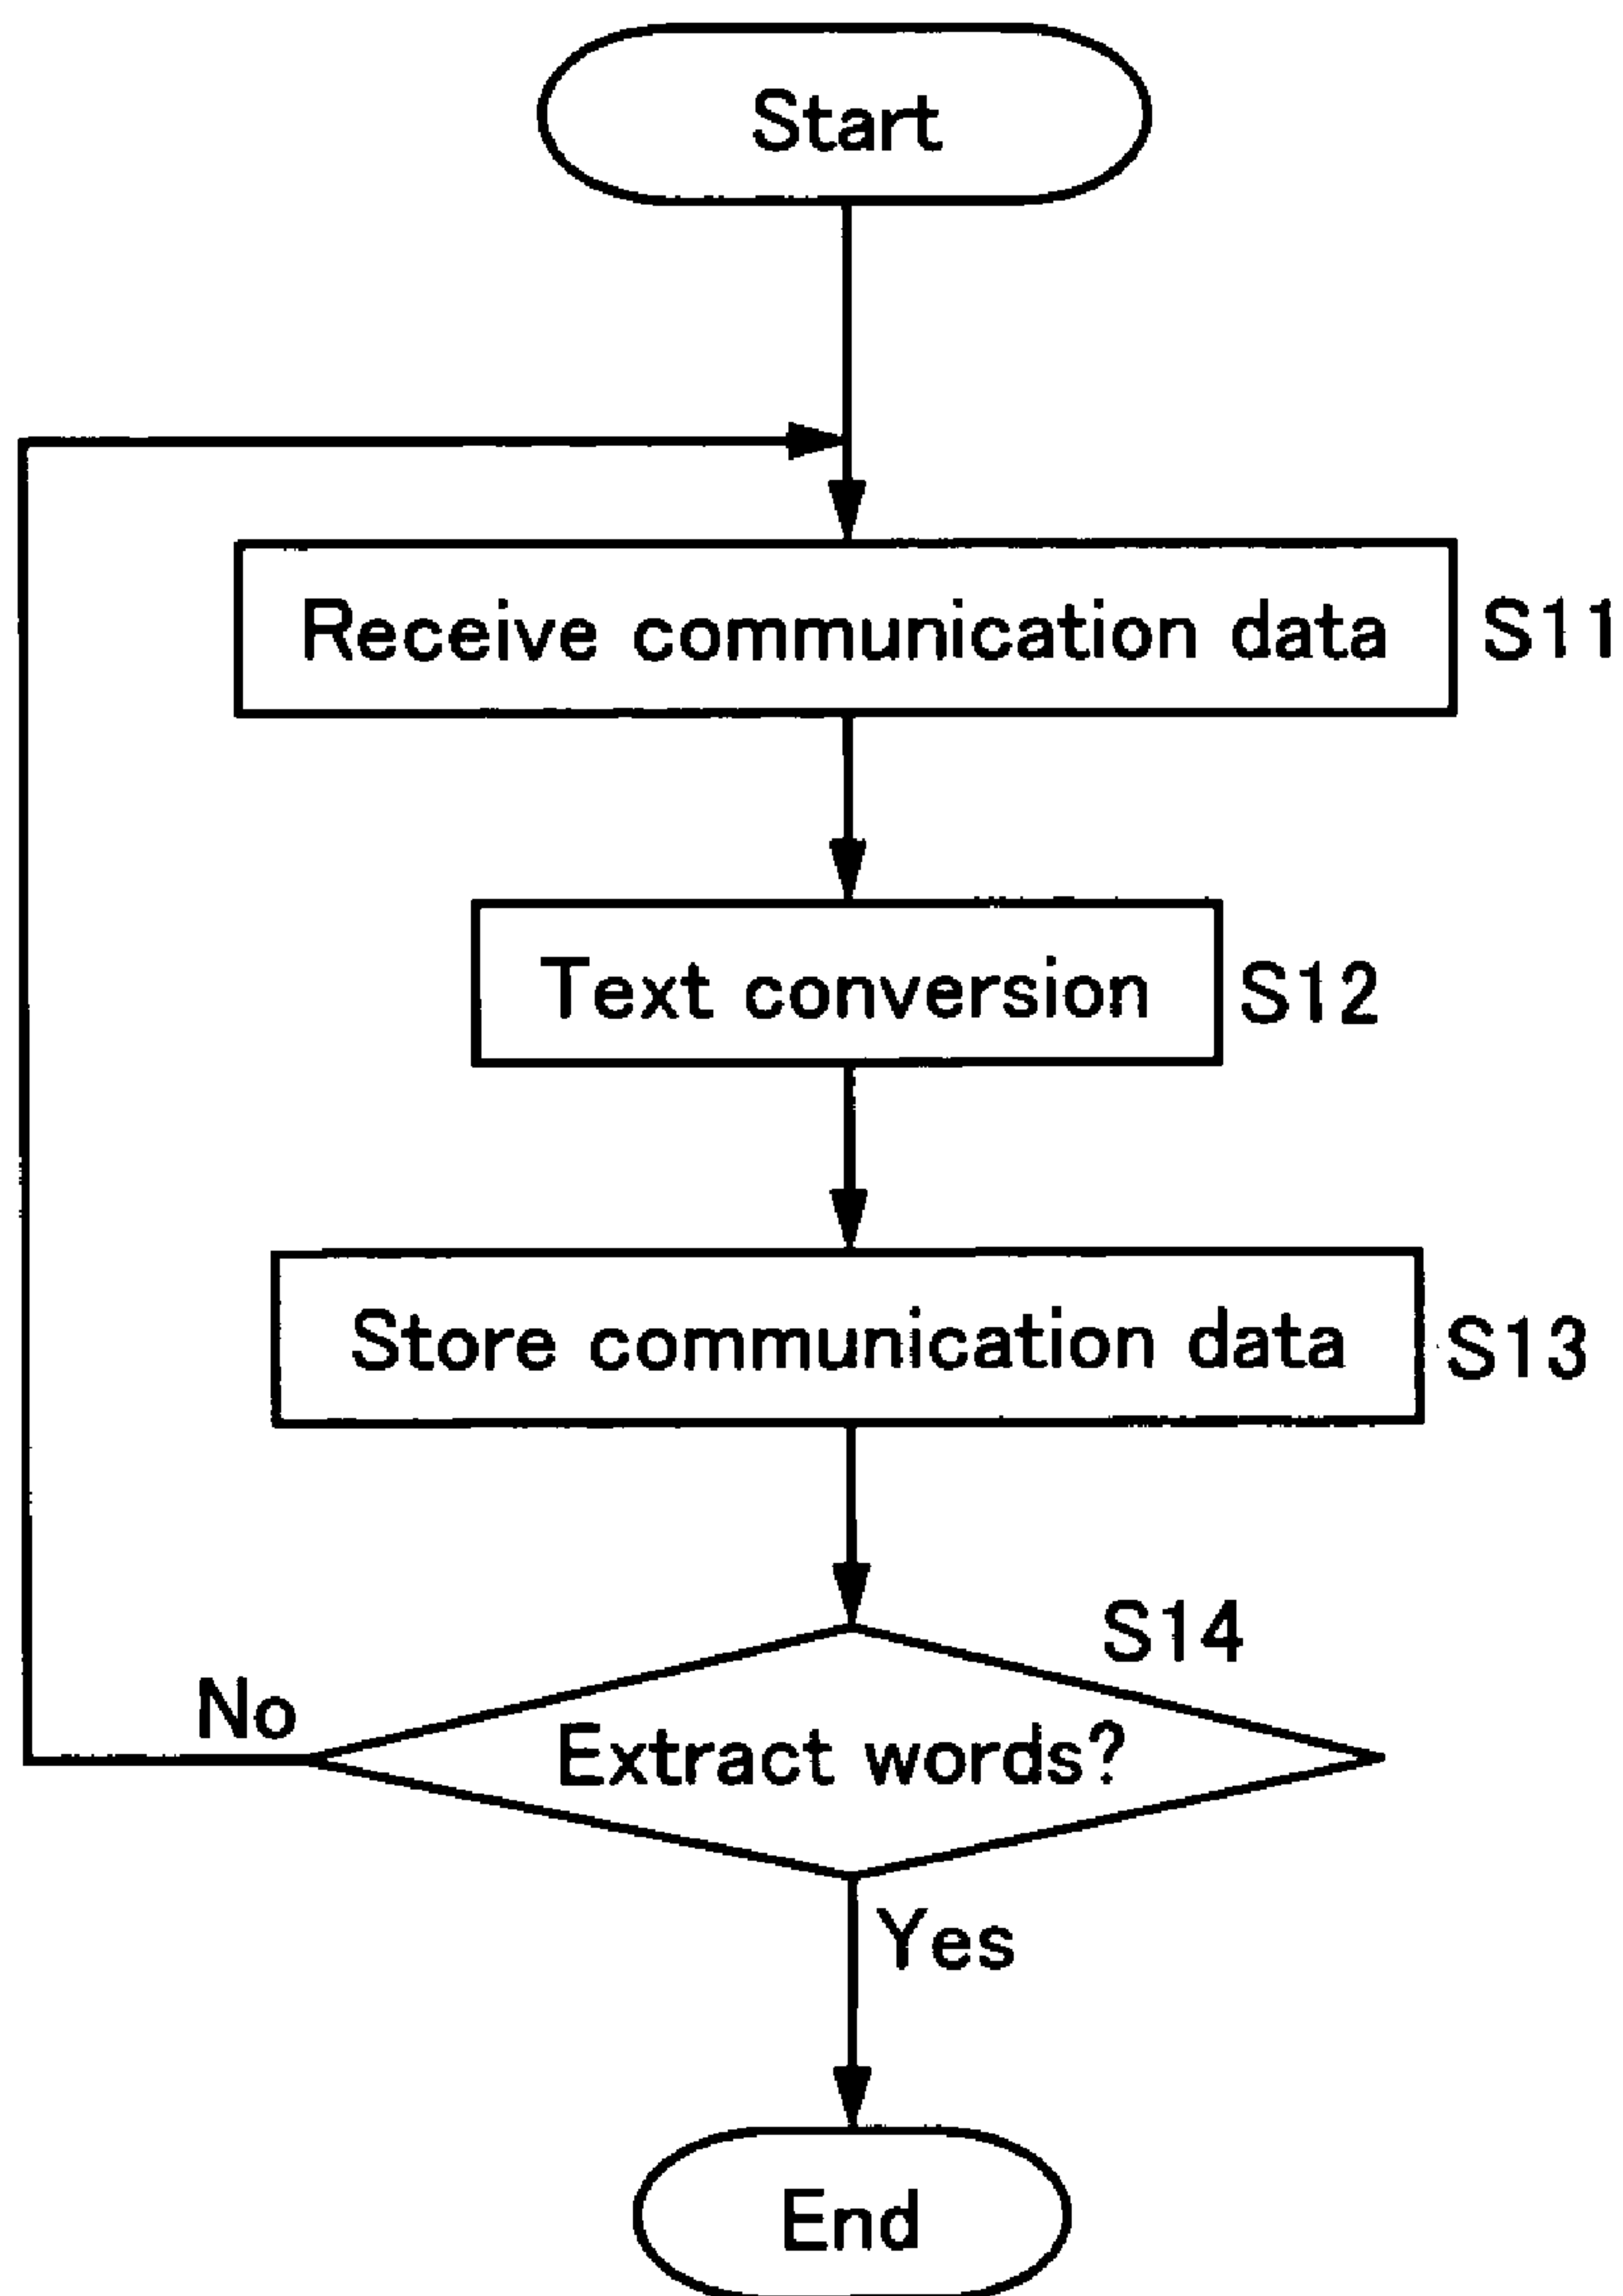 Start
Receive communication data S11
Text conversion S12
Store communication data S13
S14
No
Extract words?
Yes
End